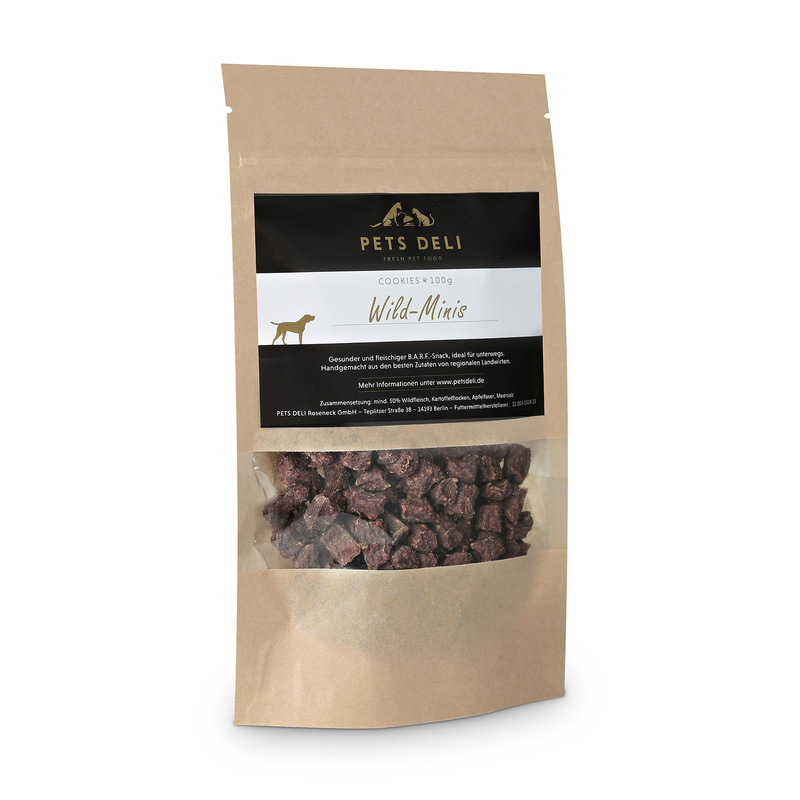 PETS DELI
FRESH PET FOOD
COOKIES 100g
Wild-Minis
Gesunder und fleischiger B.A.R.F.-Snack, ideal für unterwegs.
Handgemacht aus den besten Zutaten von regionalen Landwirten.
Mehr Informationen unter www.petsdeli.de
Zusammensetzung: mind. 50% Wildfleisch, Kartoffelflocken, Apfelfaser, Meersalz
PETS DELI Roseneck GmbH – Teplitzer Straße 38 – 14193 Berlin – Futtermittelherstellernr.: